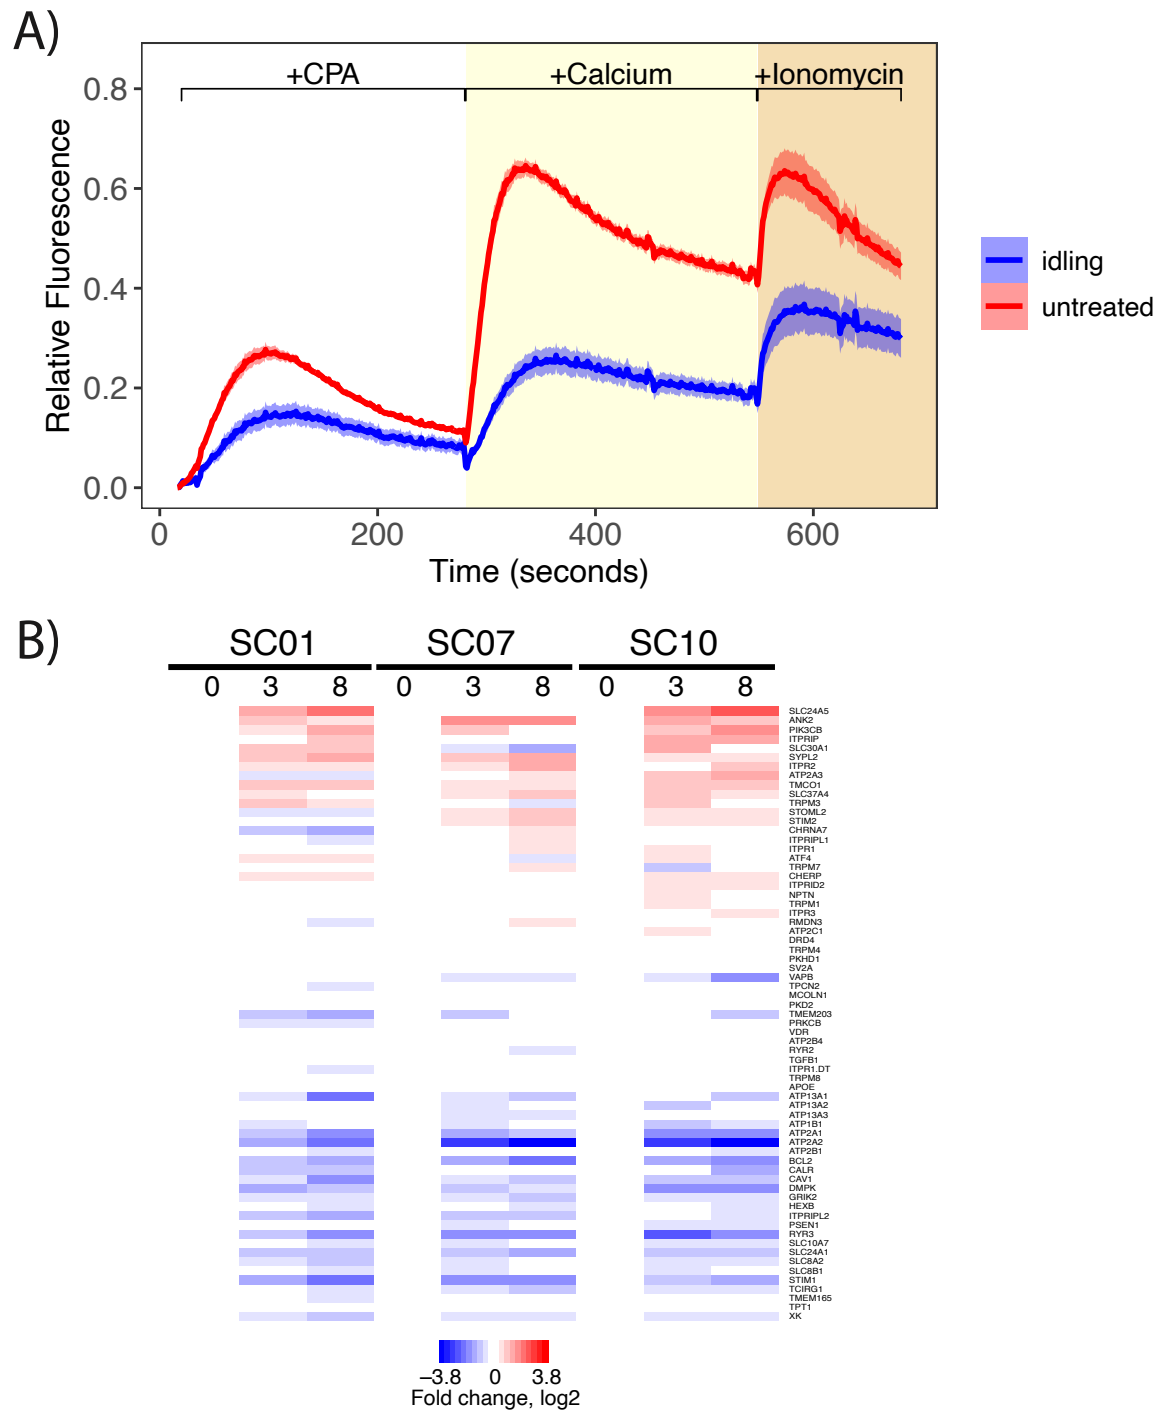 A)
+CPA
+Calcium
+Ionomycin
0.8
0.6
0.4
0.2
0.0
Relative Fluorescence
0
200
400
600
Time (seconds)
idling
untreated
B)
SC01
SC07
SC10
0 3 8 0 3 8 0 3 8
SLC24A5
ANK2
PIK3CB
ITPRIP
SLC30A1
SYPL2
ITPR2
ATP2A3
TMCO1
SLC37A4
TRPM3
STOML2
STIM2
CHRNA7
ITPRIPL1
ITPR1
ATF4
TRPM7
CHERP
ITPRID2
NPTN
TRPM1
ITPR3
RMDN3
ATP2C1
DRD4
TRPM4
PKHD1
SV2A
VAPB
TPCN2
MCOLN1
PKD2
TMEM203
PRKCB
VDR
ATP2B4
RYR2
TGFB1
ITPR1.DT
TRPM8
APOE
ATP13A1
ATP13A2
ATP13A3
ATP1B1
ATP2A1
ATP2A2
ATP2B1
BCL2
CALR
CAV1
DMPK
GRIK2
HEXB
ITPRIPL2
PSEN1
RYR3
SLC10A7
SLC24A1
SLC8A2
SLC8B1
STIM1
TCIRG1
TMEM165
TPT1
XK
−3.8 0 3.8
Fold change, log2